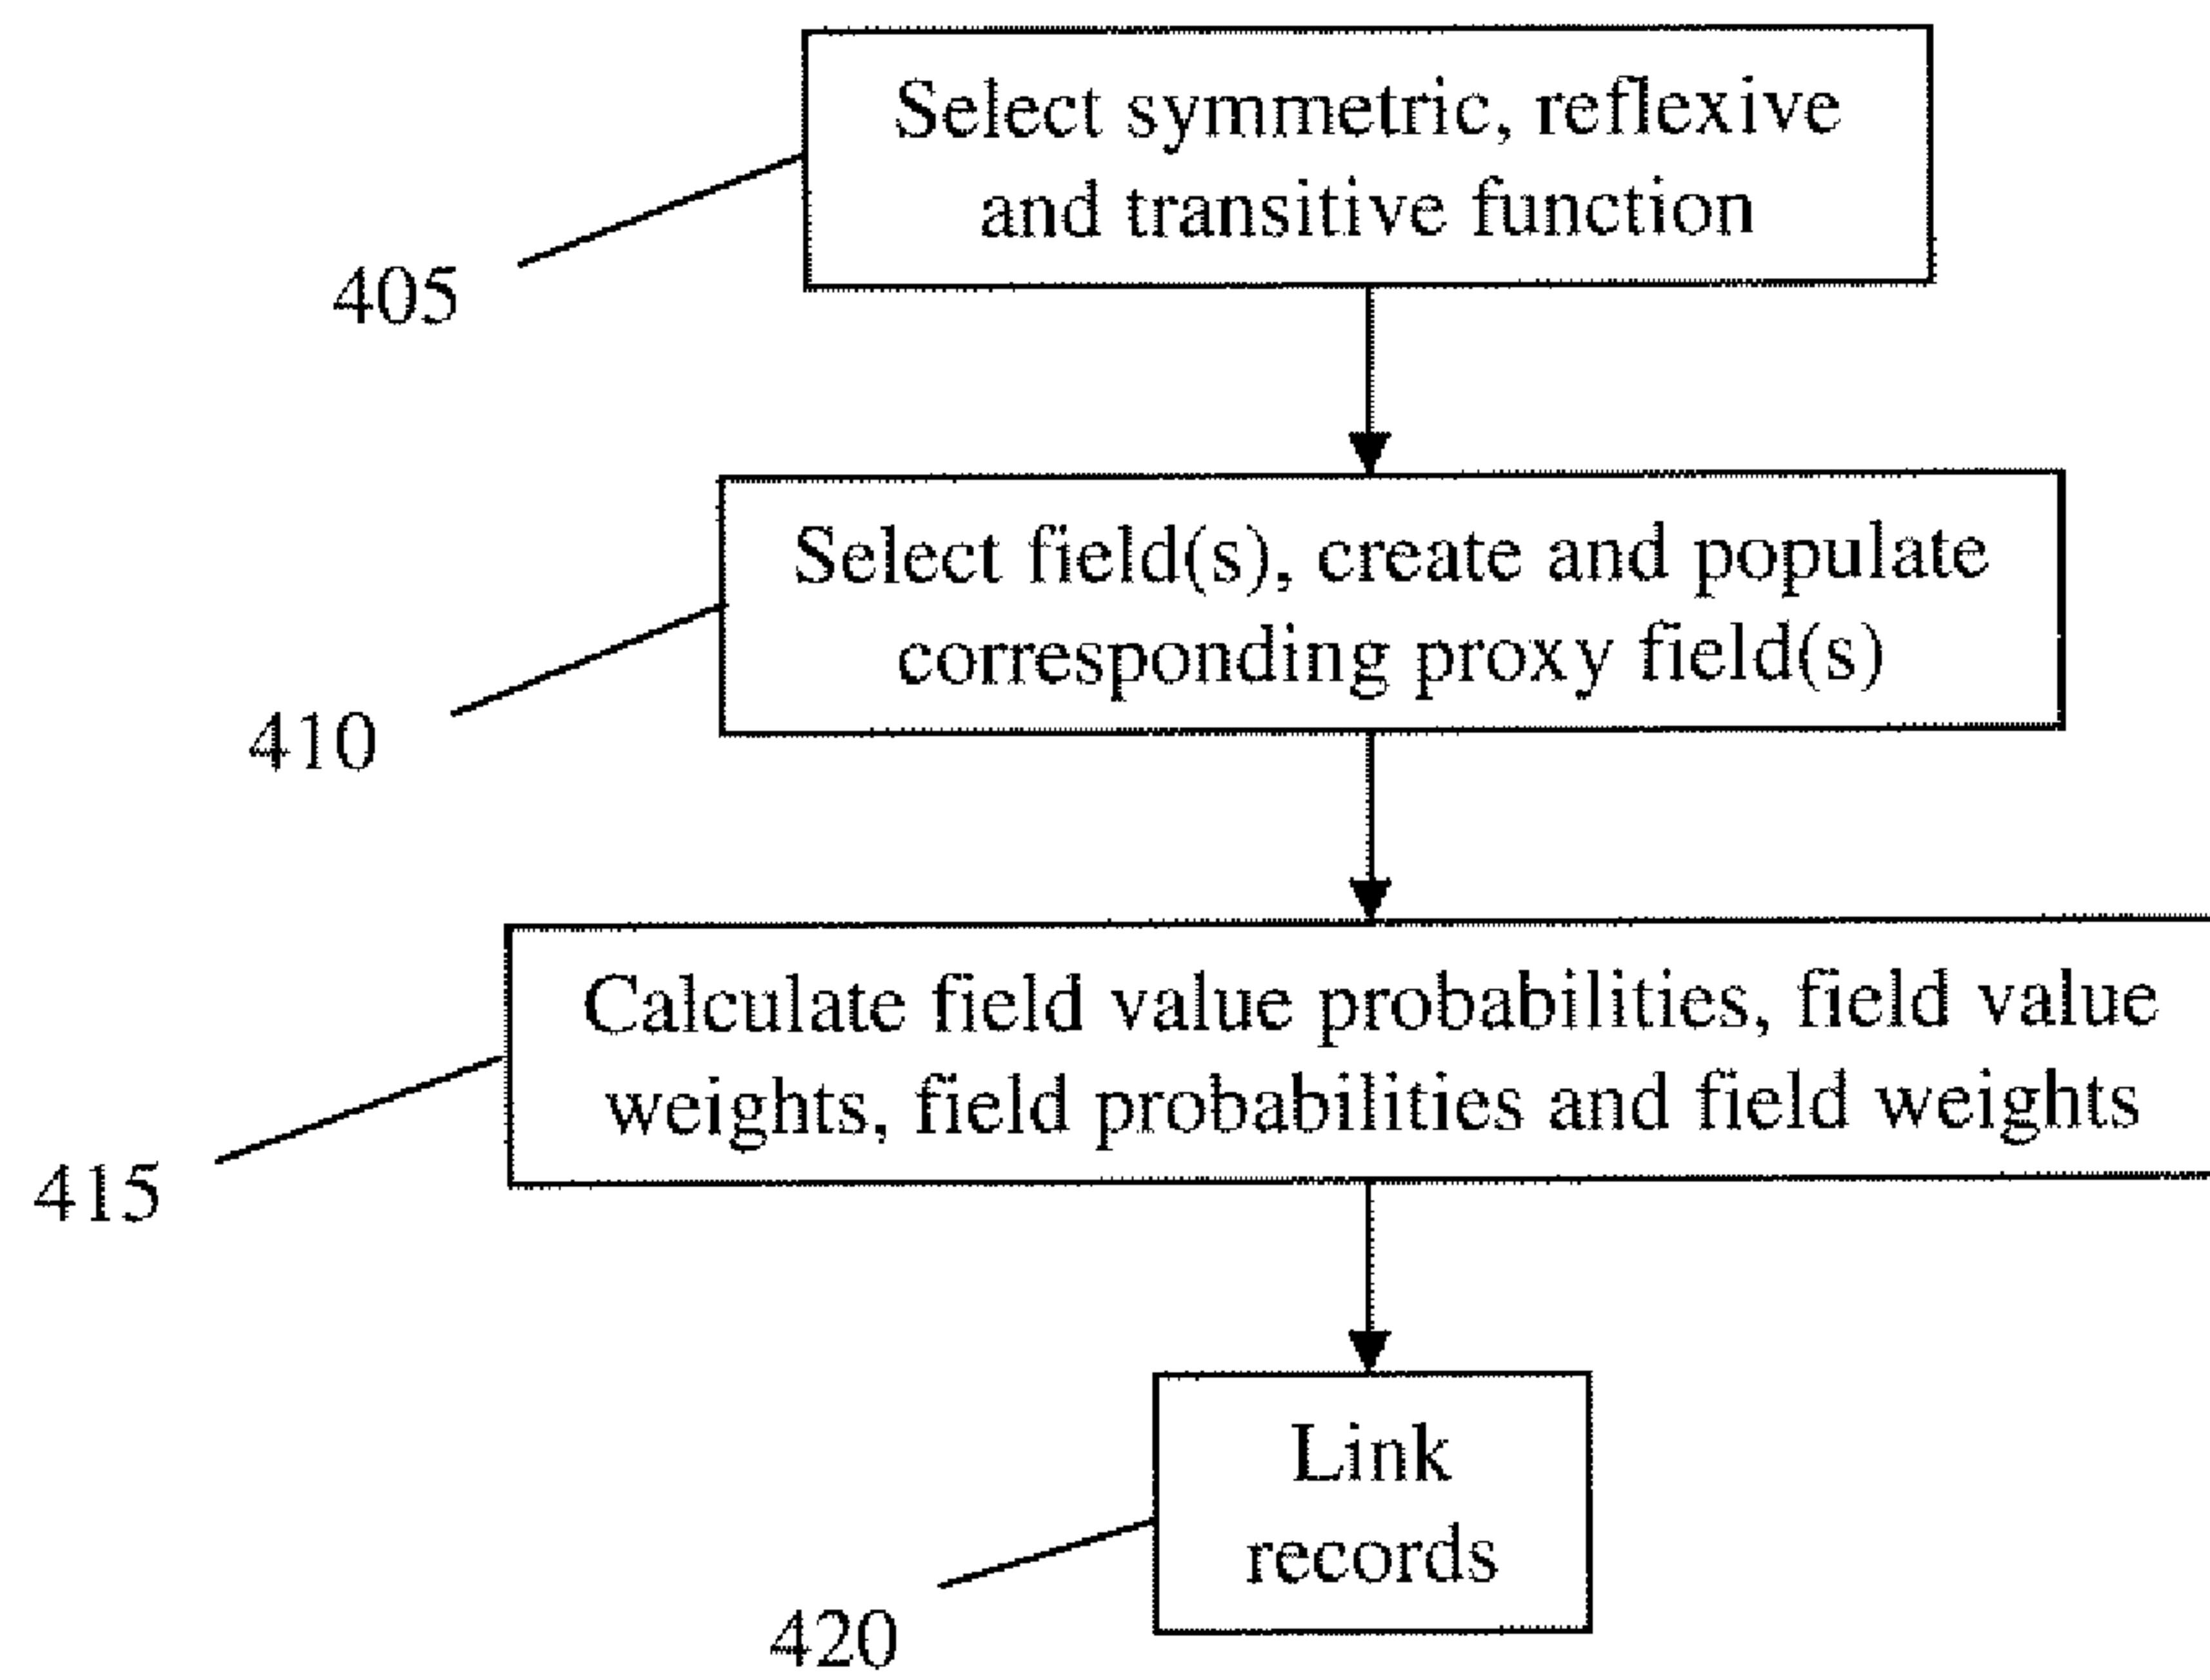 Select symmetric, reflexive
and transitive function
405
Select field(s), create and populate
corresponding proxy field(s)
410
Calculate field value probabilities, field value
weights, field probabilities and field weights
415
Link
records
420